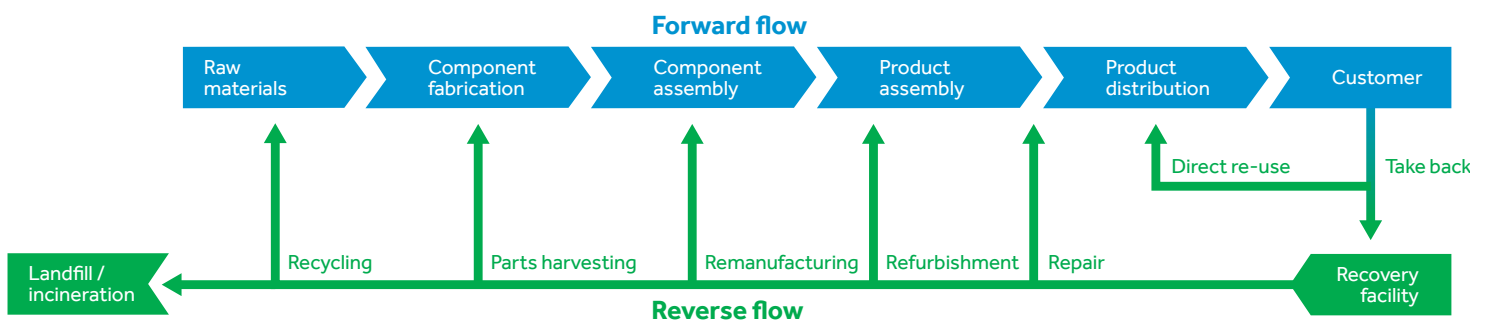 Forward flow
Raw
materials
Component
fabrication
Component
assembly
Product
assembly
Product
distribution
Customer
Direct re-use
Take back
Landfill /
incineration
Recycling
Parts harvesting
Remanufacturing
Refurbishment
Repair
Recovery
facility
Reverse flow